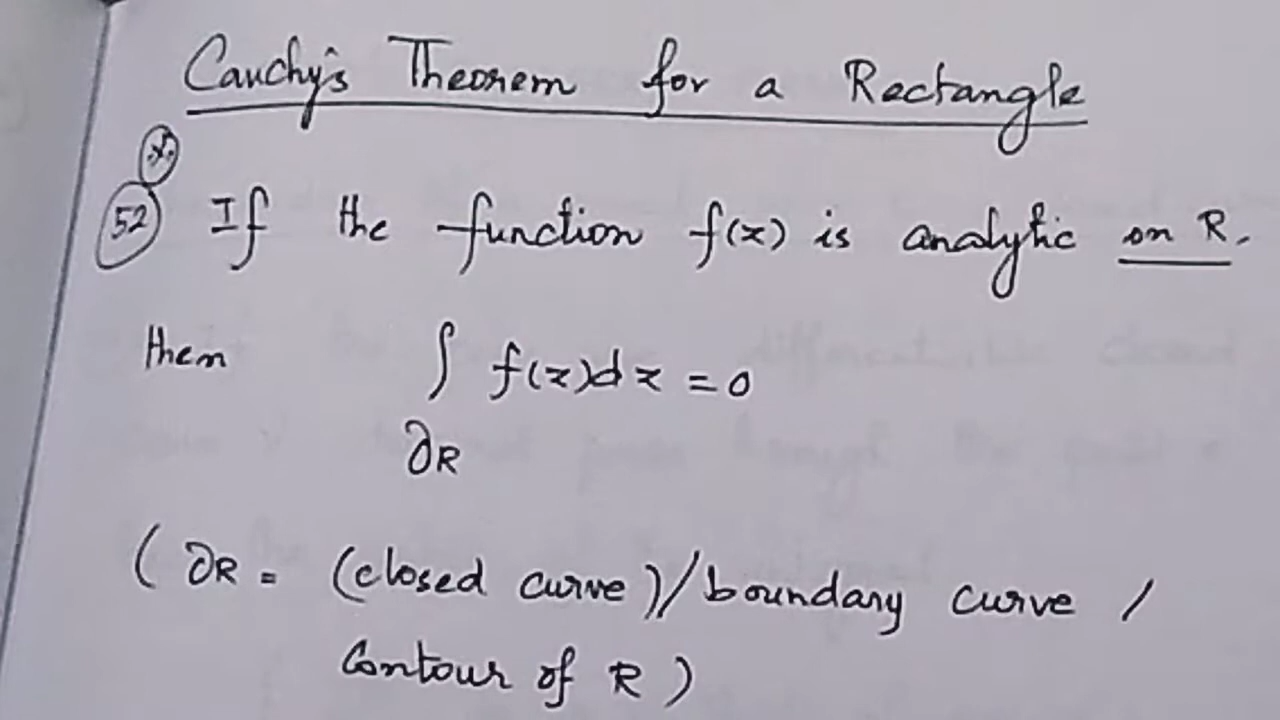 Cauchy's Theorem for a Rectangle
52 If the function f(z) is analytic on R.
then ∫ f(z)dz = 0
∂R
( ∂R = (closed curve)/boundary curve /
Contour of R )